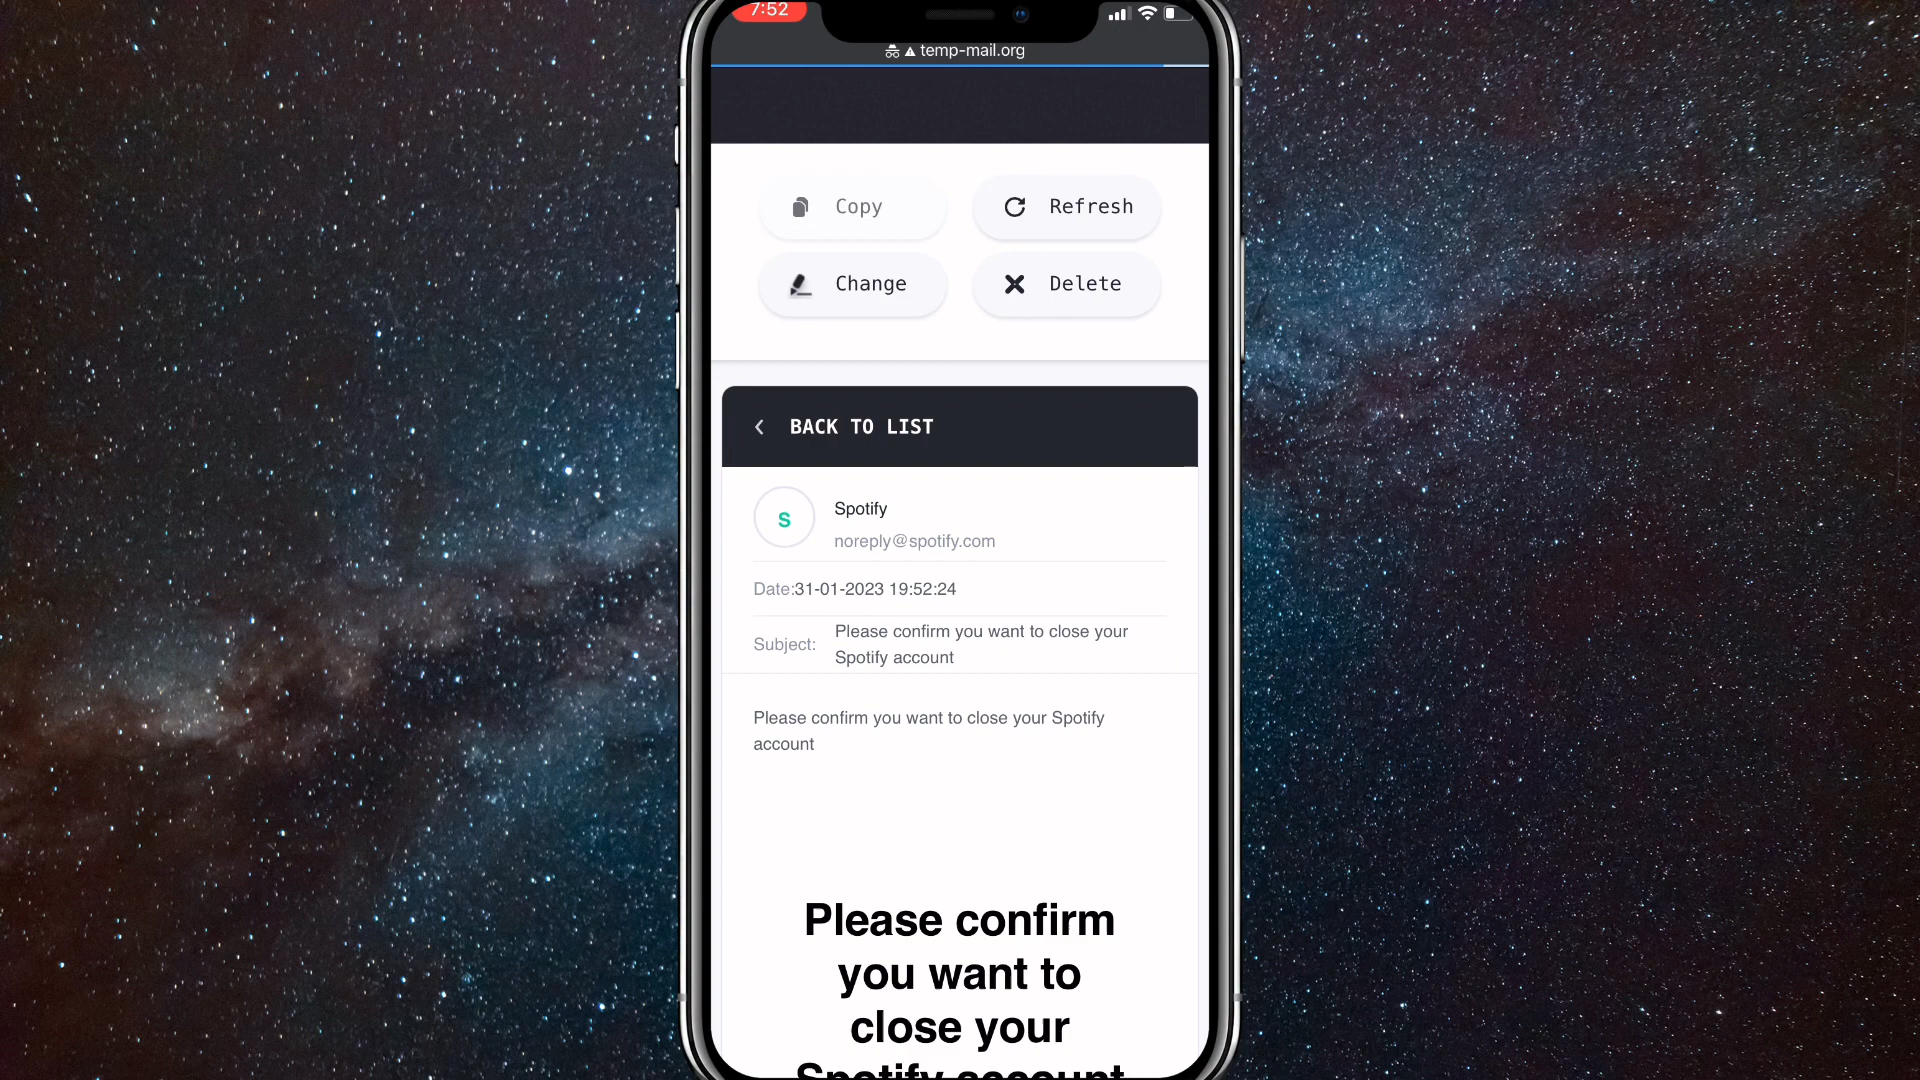 7:52
temp-mail.org
Copy
Refresh
Change
Delete
BACK TO LIST
S
Spotify
noreply@spotify.com
Date:31-01-2023 19:52:24
Subject:
Please confirm you want to close your
Spotify account
Please confirm you want to close your Spotify
account
Please confirm
you want to
close your
Spotify account